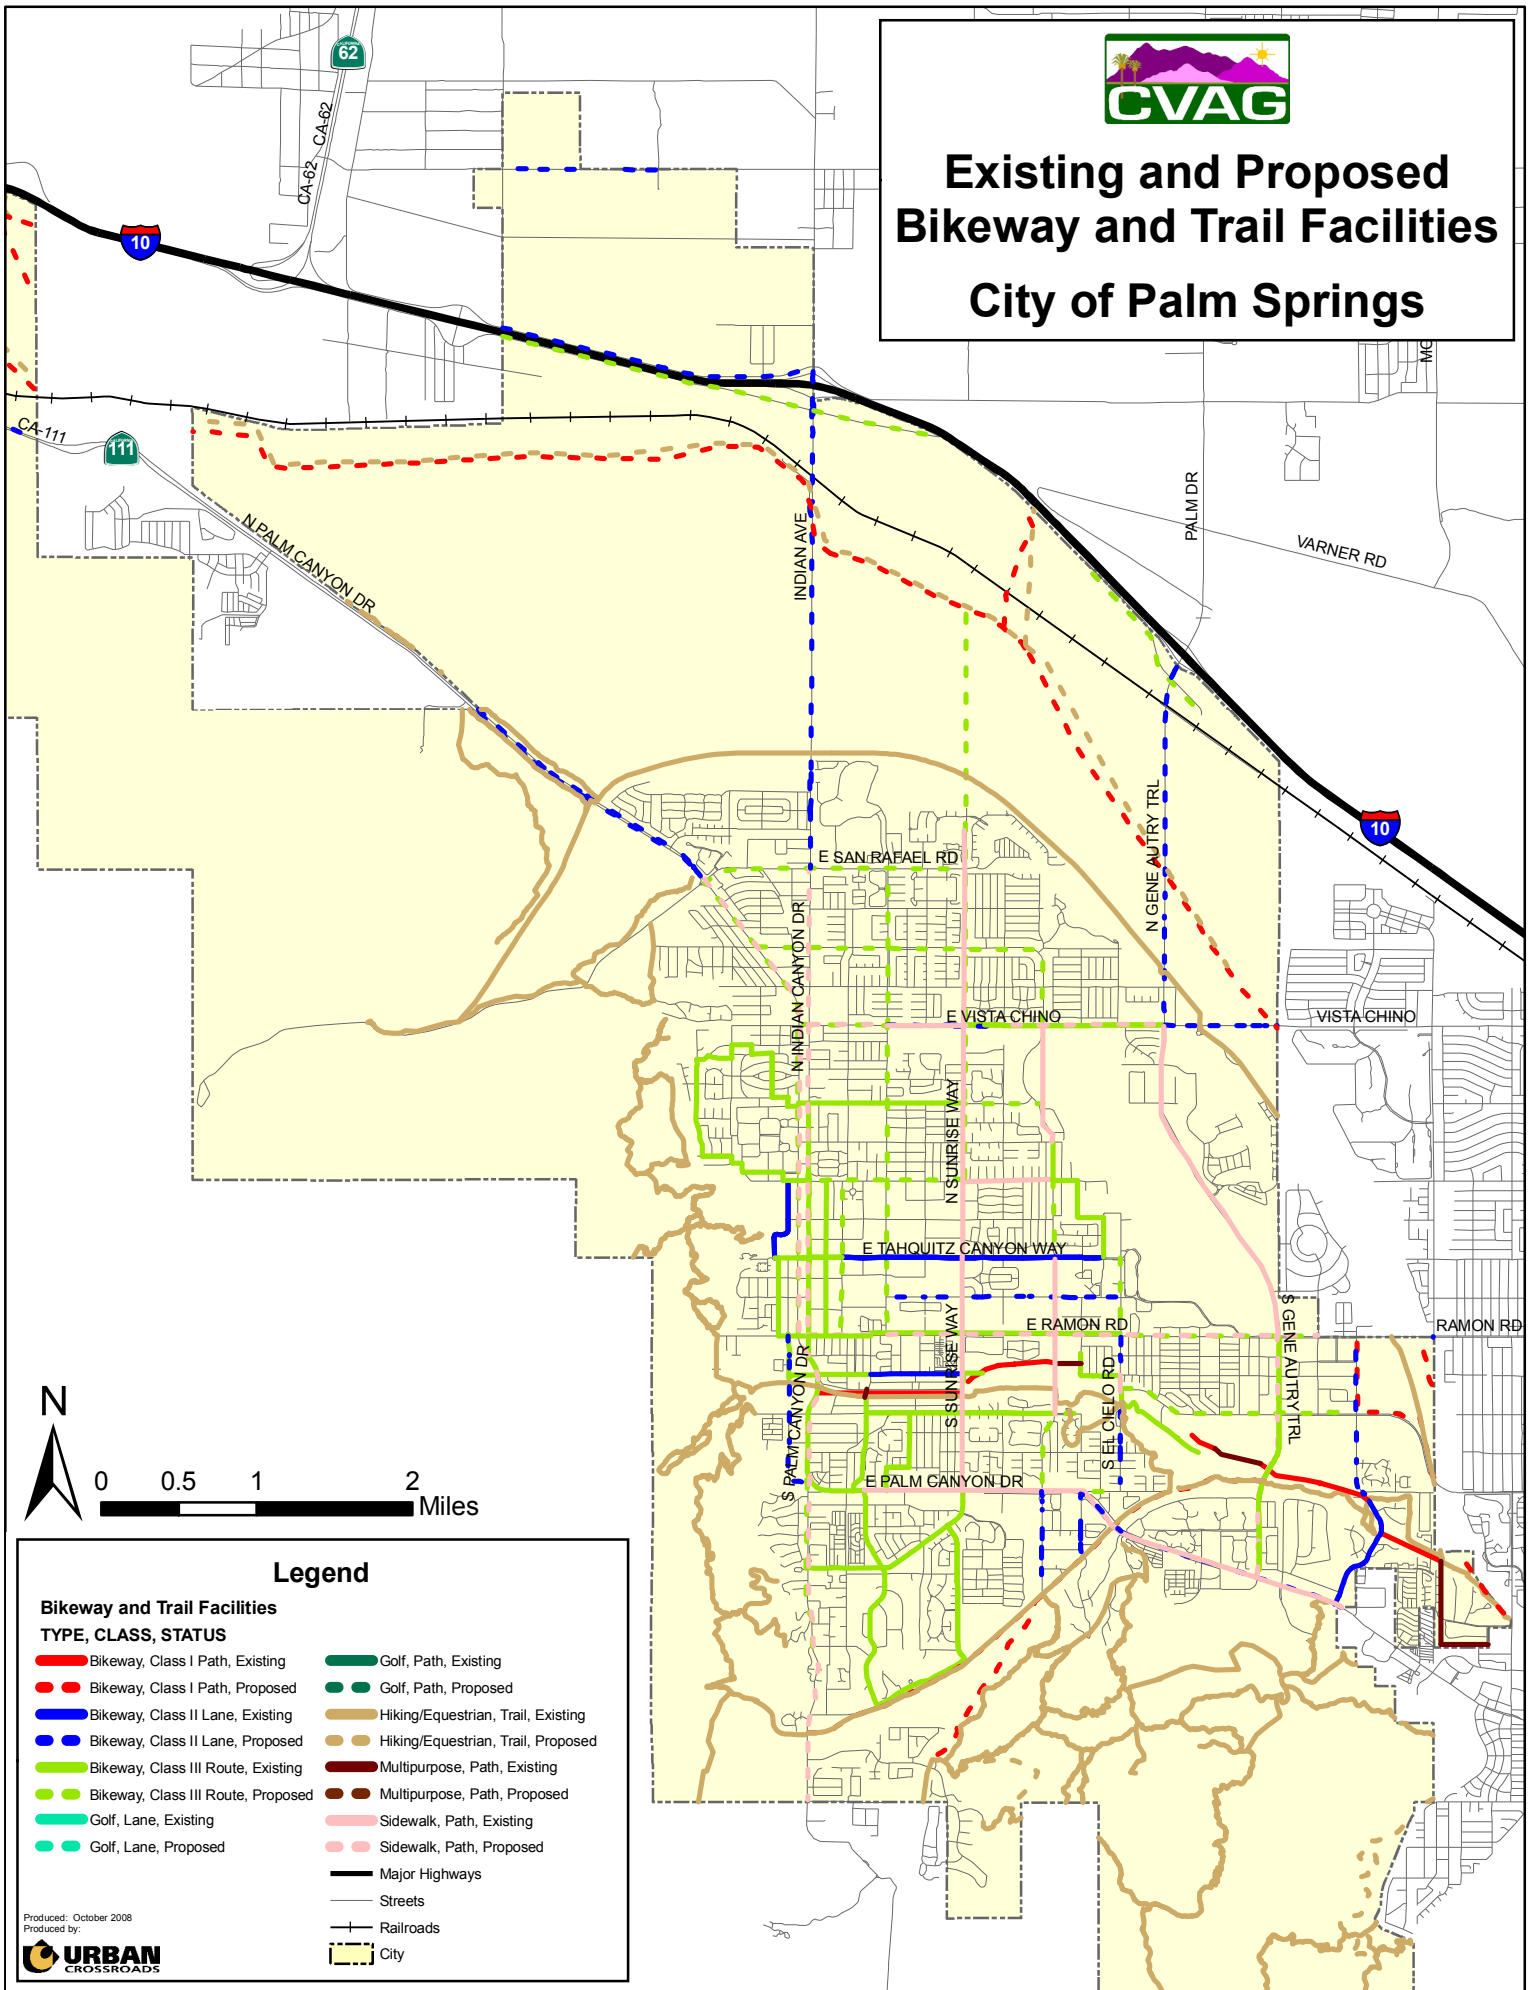 CALIFORNIA
62
CA-62
CA-62
CVAG
Existing and Proposed
Bikeway and Trail Facilities
City of Palm Springs
10
CA-111
111
N PALM CANYON DR
INDIAN AVE
PALM DR
VARNER RD
N GENE AUTRY TRL
10
E SAN RAFAEL RD
N INDIAN CANYON DR
E VISTA CHINO
VISTA CHINO
N SUNRISE WAY
E TAHQUITZ CANYON WAY
S SUNRISE WAY
E RAMON RD
S GENE AUTRY TRL
RAMON RD
S PALM CANYON DR
S EL CIELO RD
E PALM CANYON DR
N
0 0.5 1 2
Miles
Legend
Bikeway and Trail Facilities
TYPE, CLASS, STATUS
Bikeway, Class I Path, Existing
Bikeway, Class I Path, Proposed
Bikeway, Class II Lane, Existing
Bikeway, Class II Lane, Proposed
Bikeway, Class III Route, Existing
Bikeway, Class III Route, Proposed
Golf, Lane, Existing
Golf, Lane, Proposed
Golf, Path, Existing
Golf, Path, Proposed
Hiking/Equestrian, Trail, Existing
Hiking/Equestrian, Trail, Proposed
Multipurpose, Path, Existing
Multipurpose, Path, Proposed
Sidewalk, Path, Existing
Sidewalk, Path, Proposed
Major Highways
Streets
Railroads
City
Produced: October 2008
Produced by:
URBAN
CROSSROADS